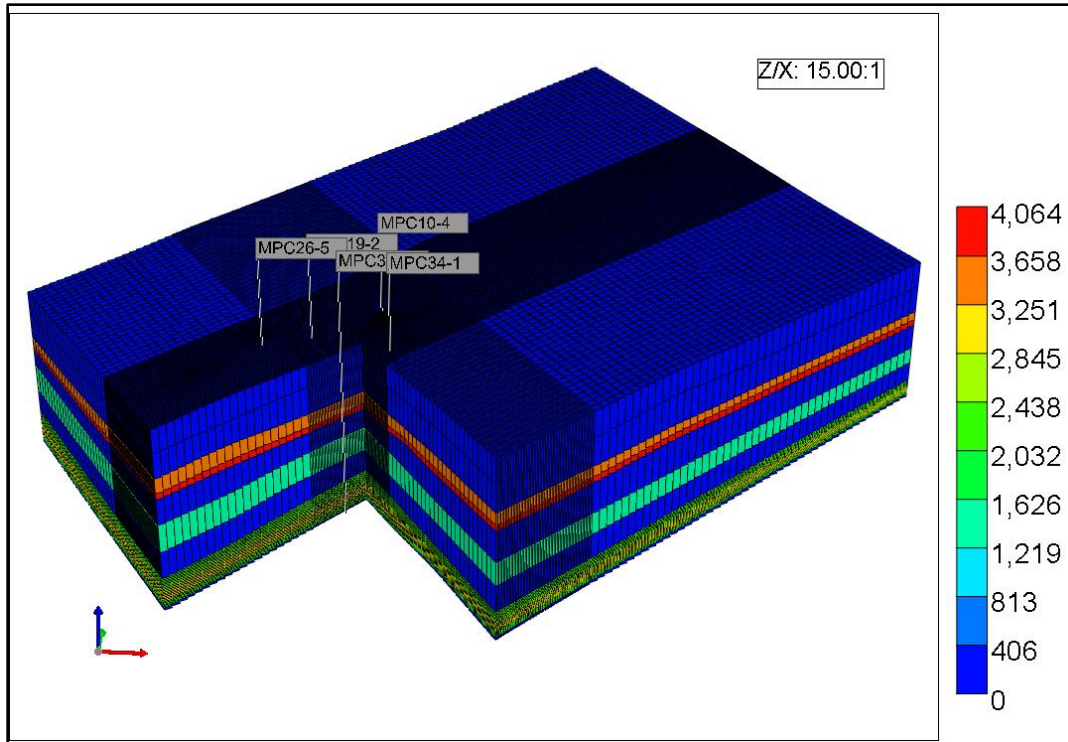 Z/X: 15.00:1
MPC10-4
19-2
MPC26-5
MPC3
MPC34-1
4,064
3,658
3,251
2,845
2,438
2,032
1,626
1,219
813
406
0